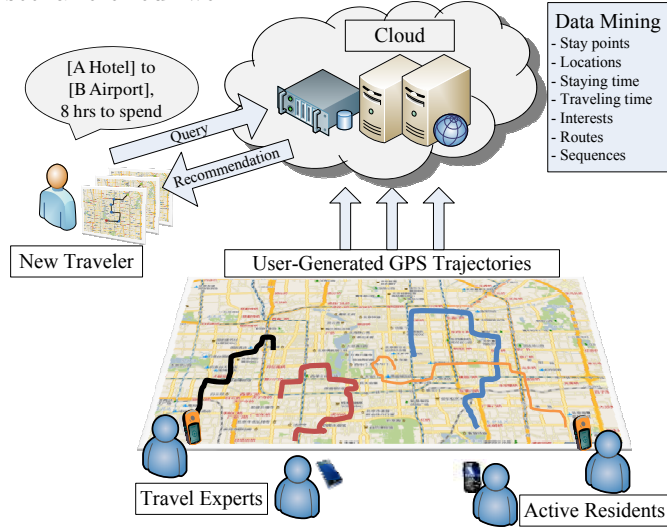 Cloud
Data Mining
- Stay points
- Locations
- Staying time
- Traveling time
- Interests
- Routes
- Sequences
[A Hotel] to
[B Airport],
8 hrs to spend
Query
Recommendation
New Traveler
User-Generated GPS Trajectories
Travel Experts
Active Residents